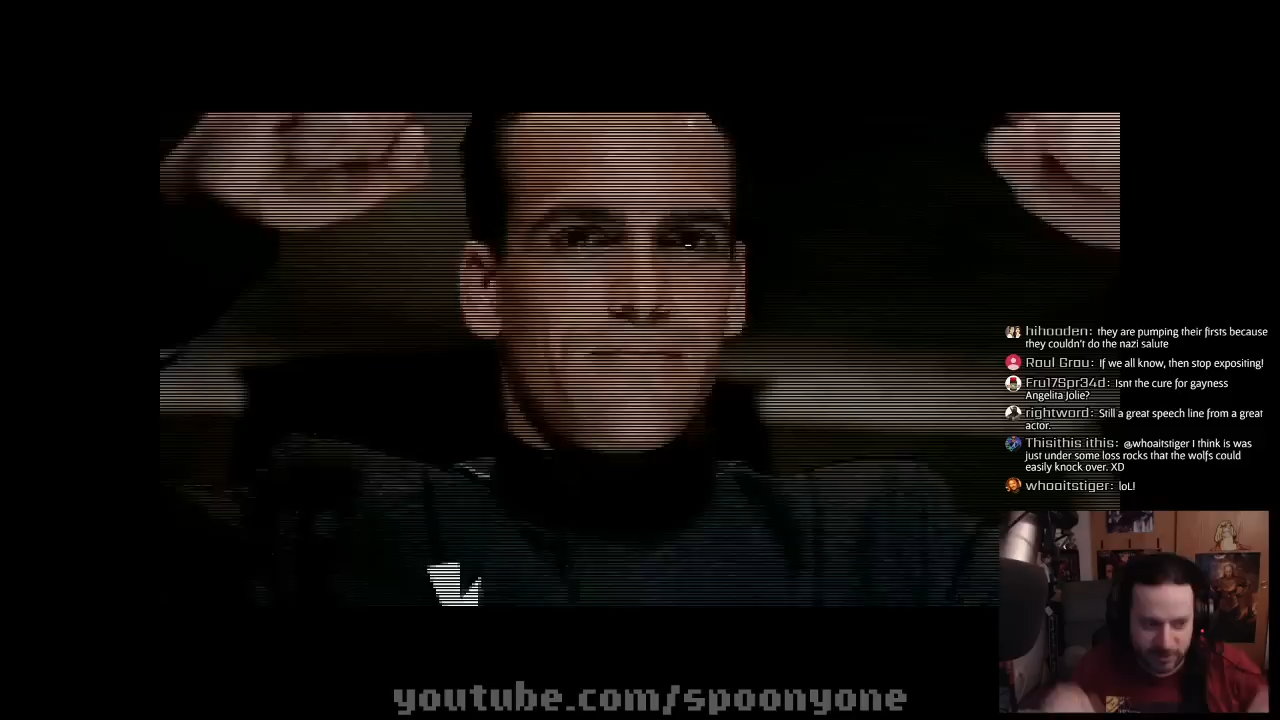 hihooden: they are pumping their firsts because
they couldn't do the nazi salute
Raul Grou: If we all know, then stop expositing!
Fru17Spr34d: Isnt the cure for gayness
Angelita Jolie?
rightword: Still a great speech line from a great
actor.
Thisithis ithis: @whoaitstiger I think is was
just under some loss rocks that the wolfs could
easily knock over. XD
whoaitstiger: loL!
youtube.com/spoonyone